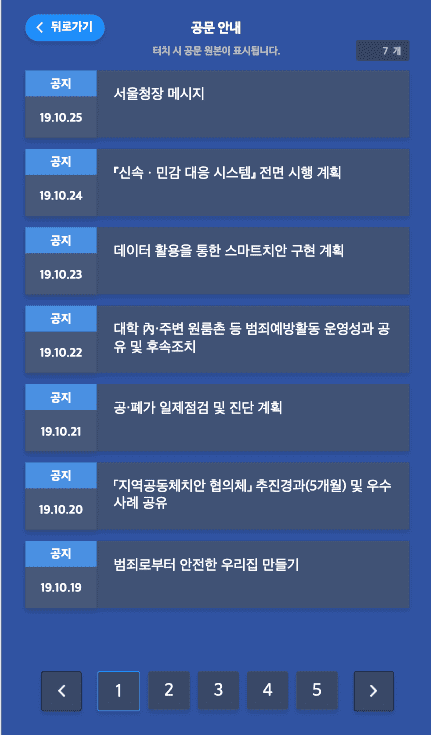 뒤로가기
공문 안내
터치 시 공문 원본이 표시됩니다.
7 개
공지
19.10.25
서울청장 메시지
공지
19.10.24
『신속 · 민감 대응 시스템』 전면 시행 계획
공지
19.10.23
데이터 활용을 통한 스마트치안 구현 계획
공지
19.10.22
대학 內·주변 원룸촌 등 범죄예방활동 운영성과 공
유 및 후속조치
공지
19.10.21
공·폐가 일제점검 및 진단 계획
공지
19.10.20
「지역공동체치안 협의체」 추진경과(5개월) 및 우수
사례 공유
공지
19.10.19
범죄로부터 안전한 우리집 만들기
1 2 3 4 5